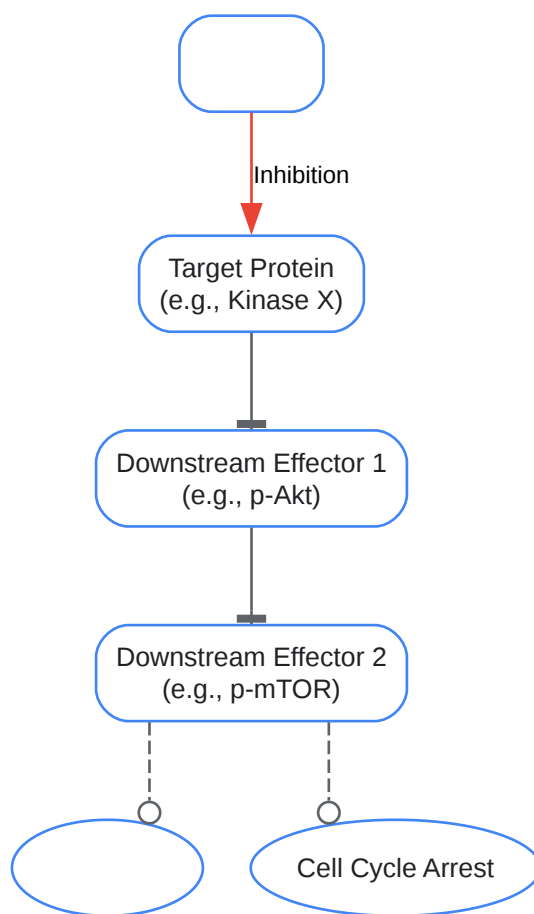 Inhibition
Target Protein
(e.g., Kinase X)
Downstream Effector 1
(e.g., p-Akt)
Downstream Effector 2
(e.g., p-mTOR)
Cell Cycle Arrest